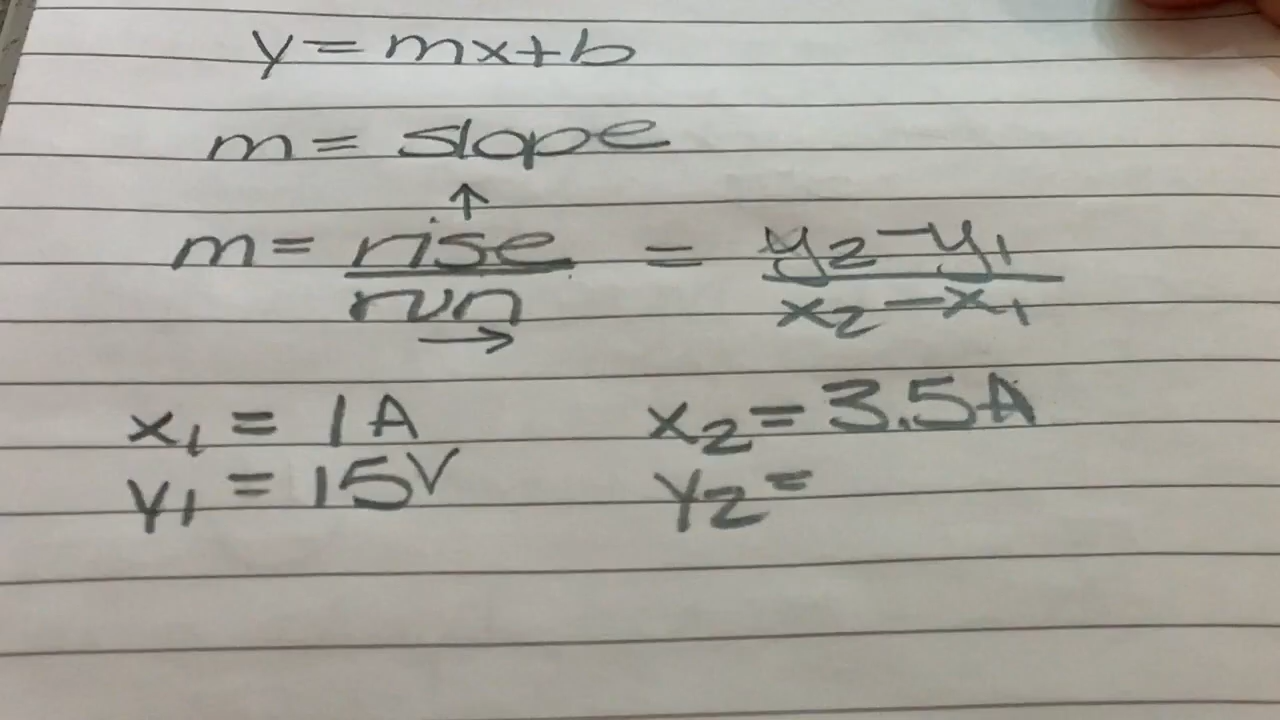 y = mx + b
m = slope
↑
m = rise/run = y₂-y₁/x₂-x₁
→
x₁ = 1A x₂ = 3.5A
y₁ = 15V y₂ =